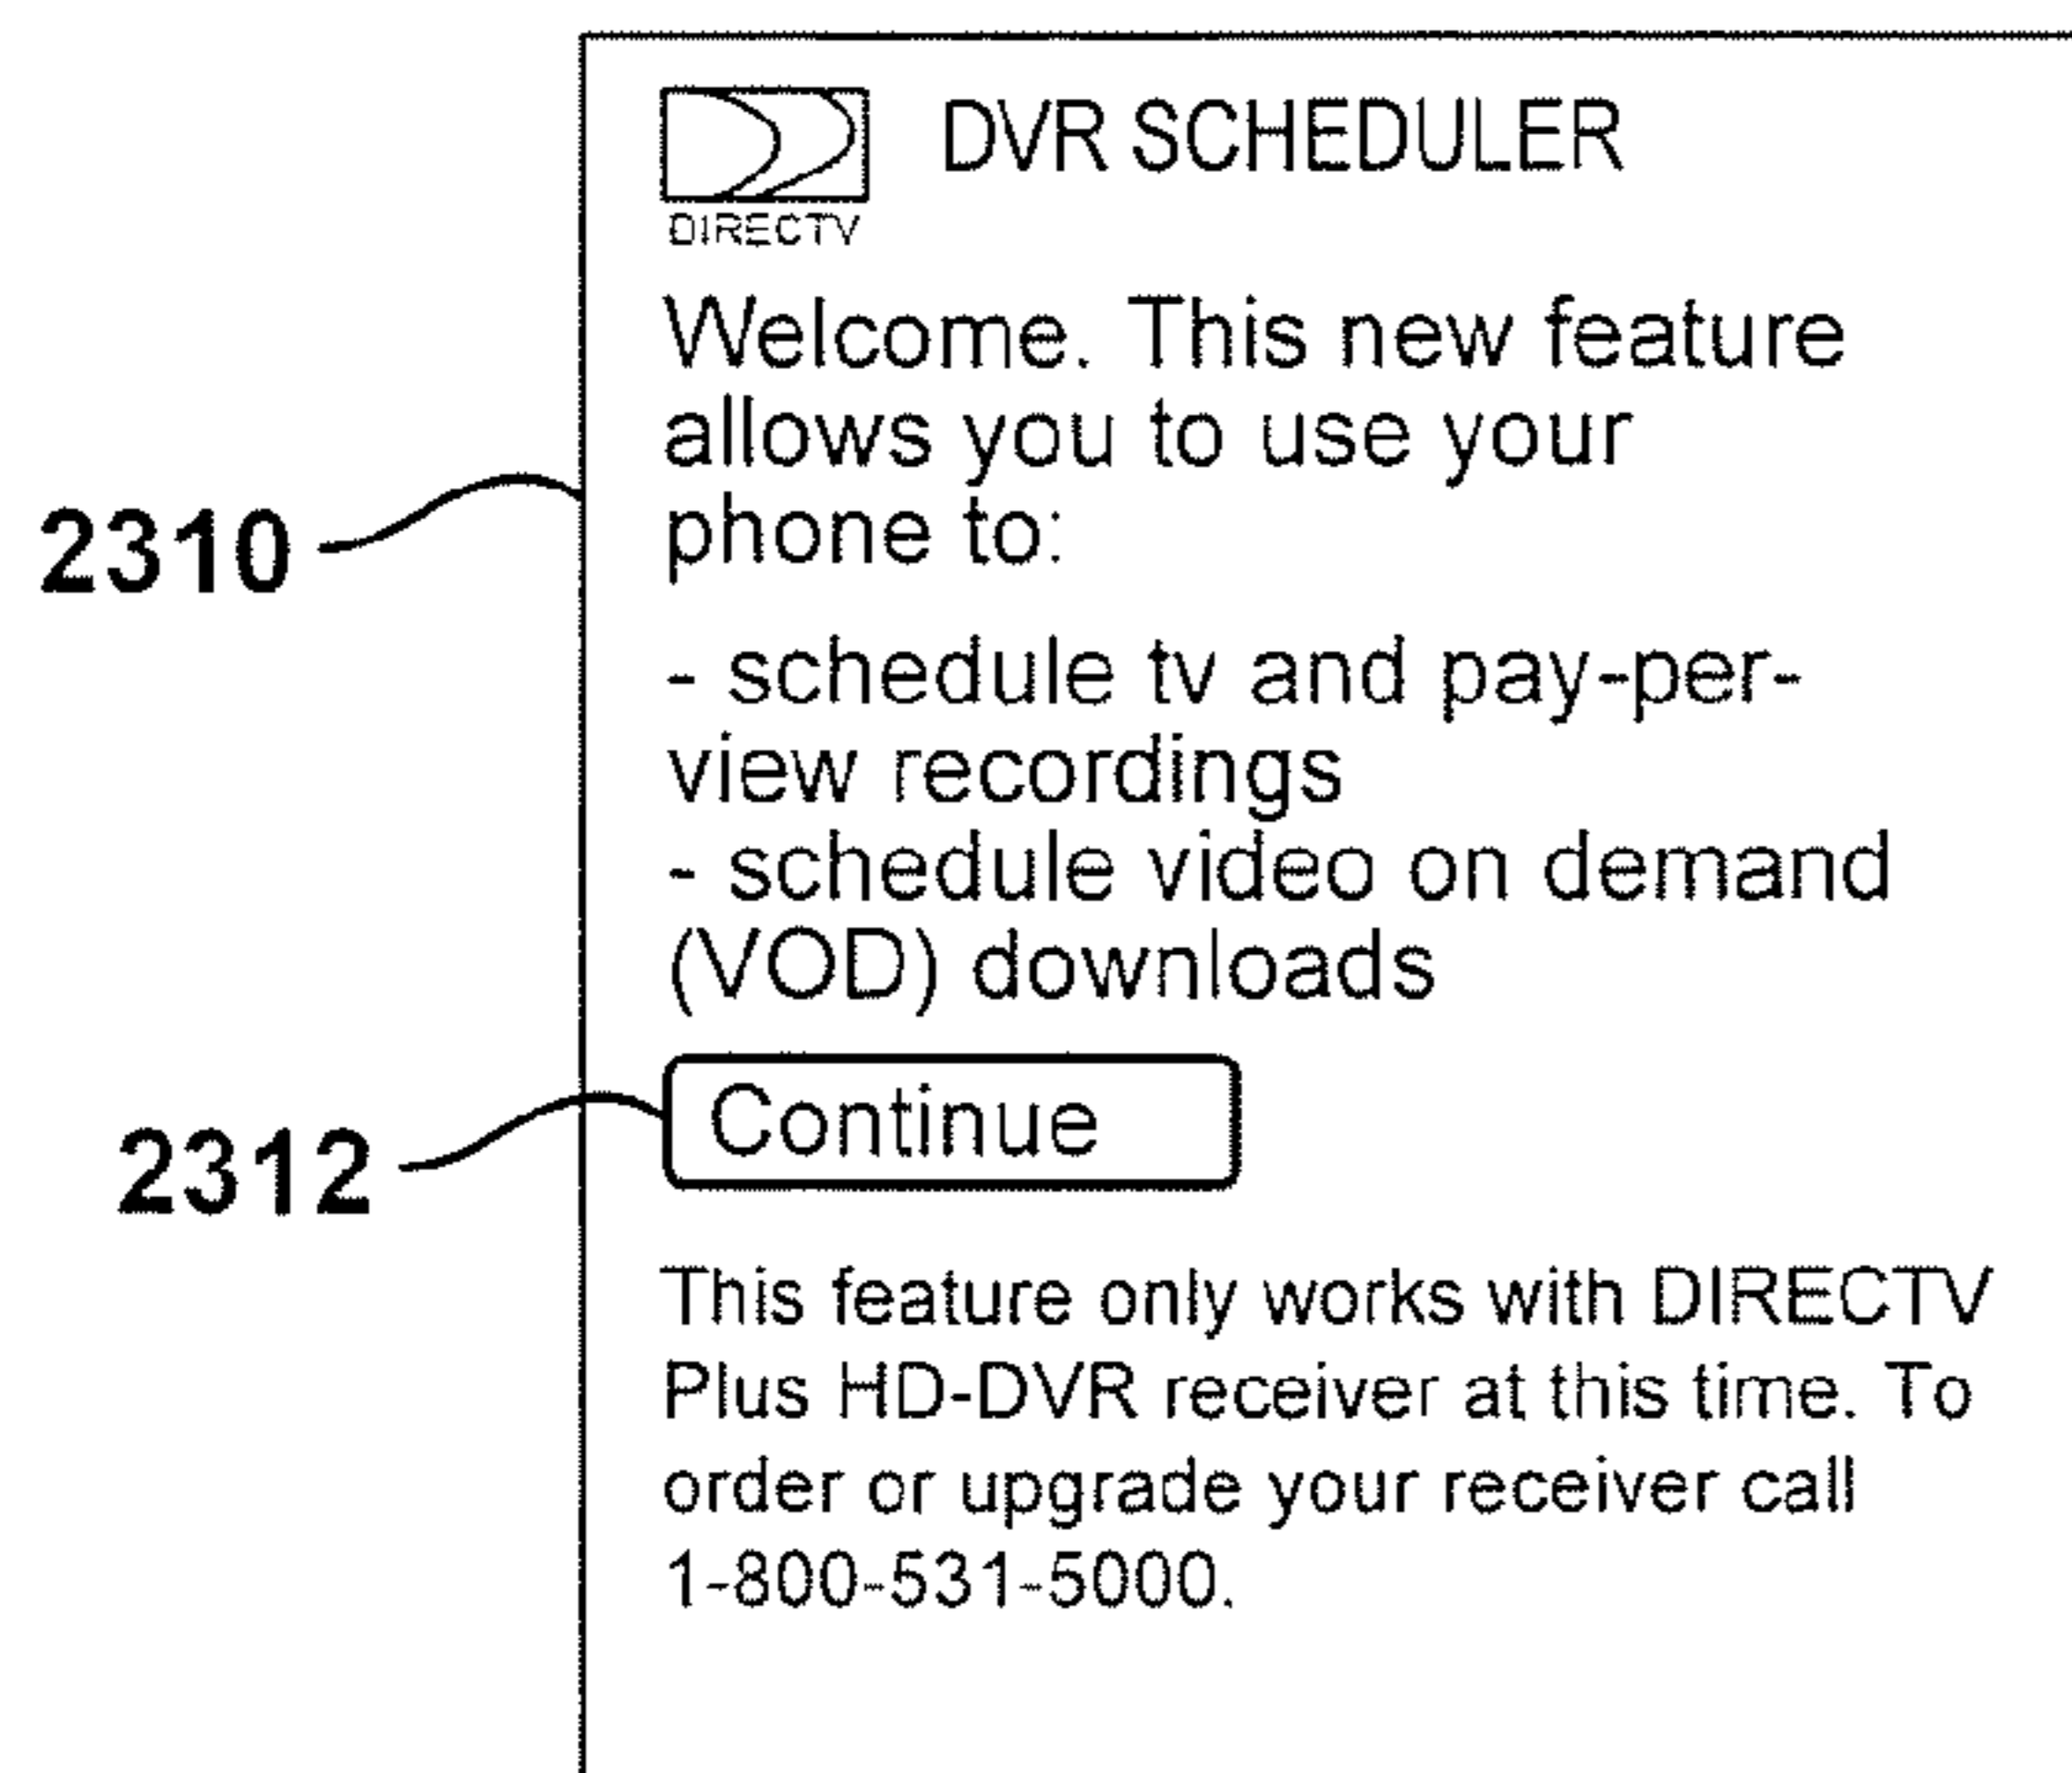 DVR SCHEDULER
DIRECTV
Welcome. This new feature
allows you to use your
phone to:
2310
- schedule tv and pay-per-
view recordings
- schedule video on demand
(VOD) downloads
Continue
2312
This feature only works with DIRECTV
Plus HD-DVR receiver at this time. To
order or upgrade your receiver call
1-800-531-5000.